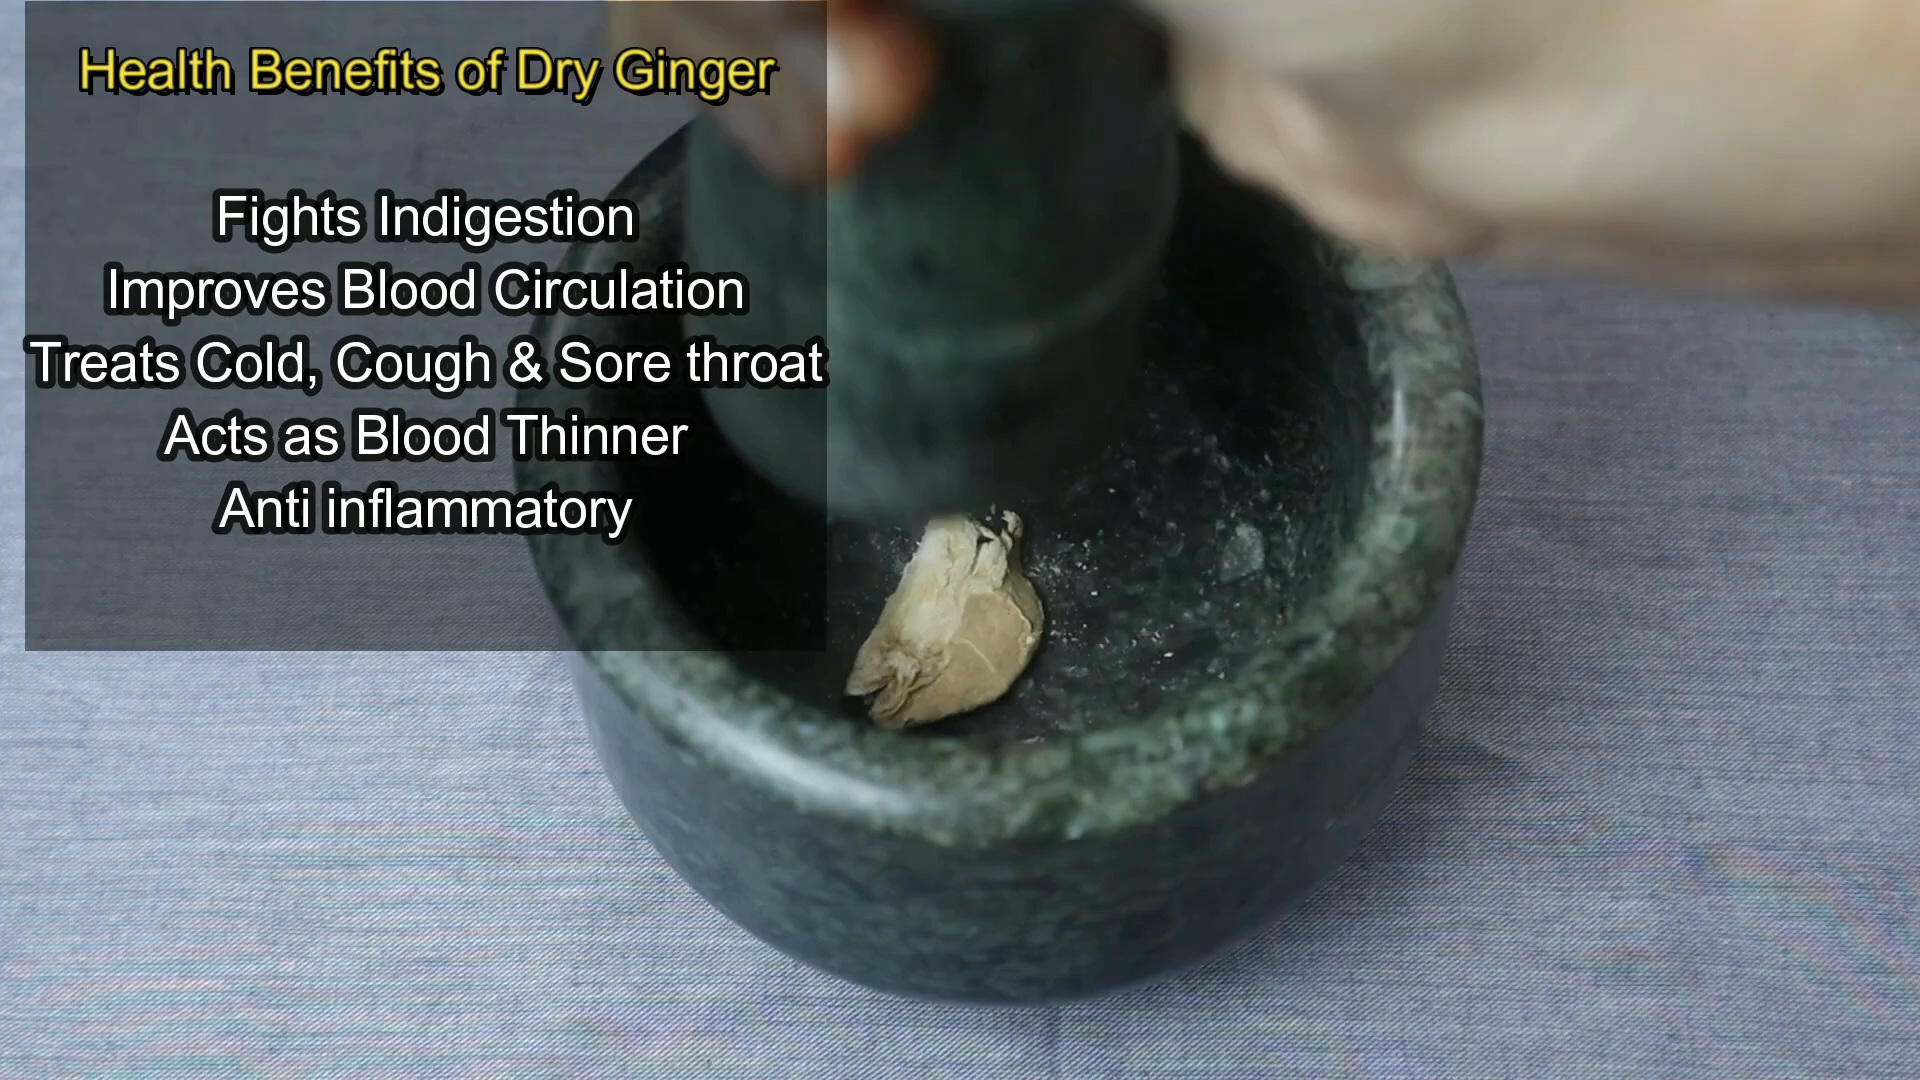 Health Benefits of Dry Ginger
Fights Indigestion
Improves Blood Circulation
Treats Cold, Cough & Sore throat
Acts as Blood Thinner
Anti inflammatory